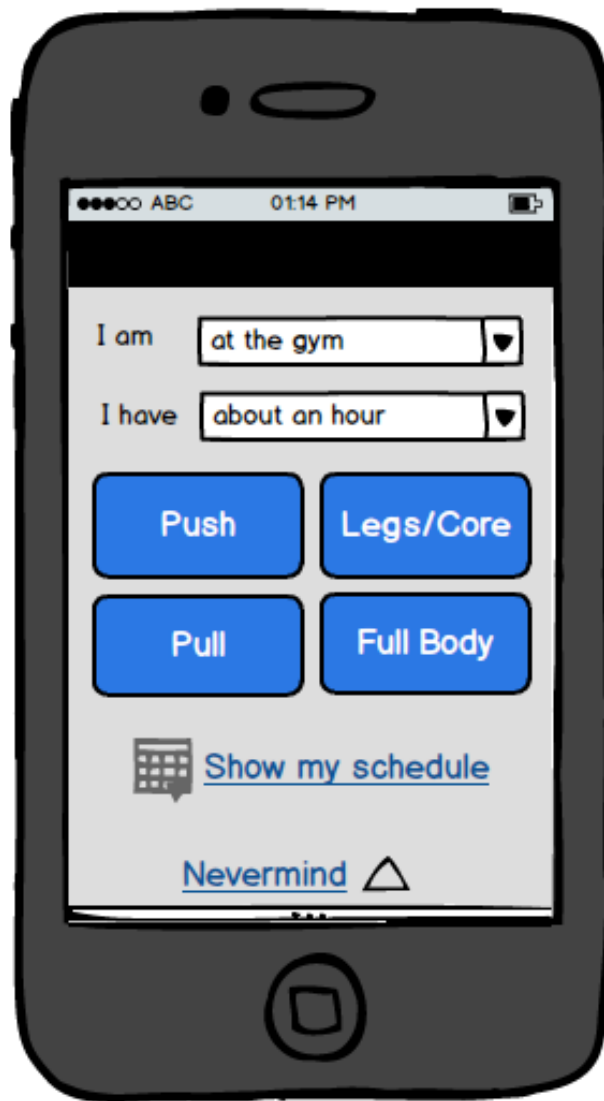 ABC 01:14 PM
I am at the gym
I have about an hour
Push Legs/Core
Pull Full Body
Show my schedule
Nevermind